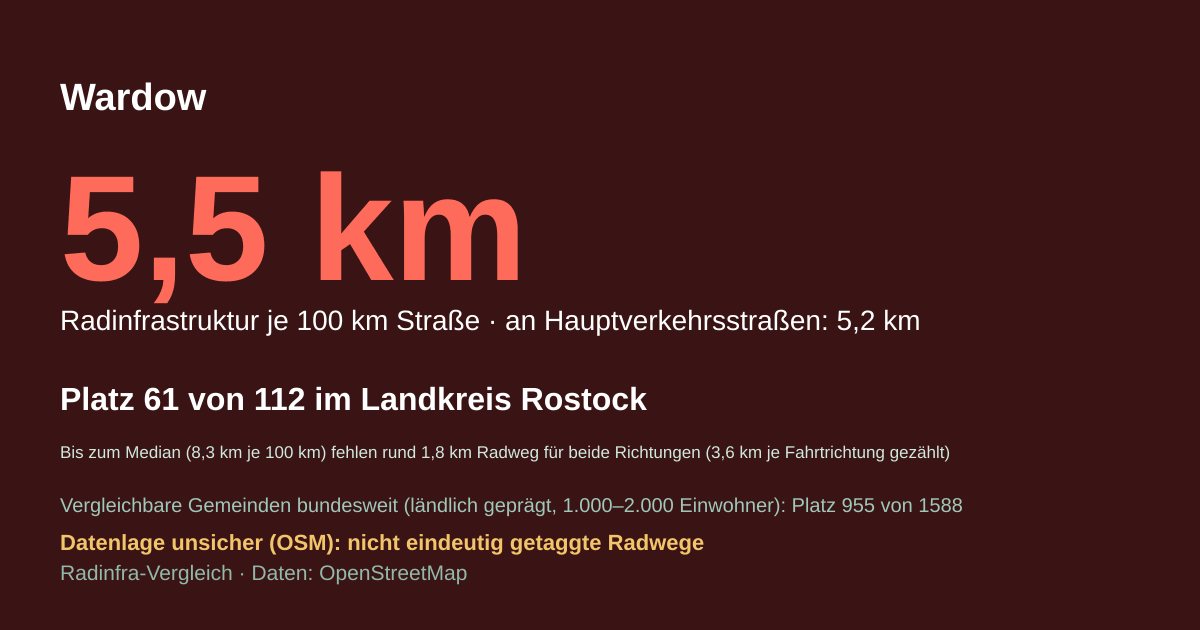 Wardow
5,5 km
Radinfrastruktur je 100 km Straße · an Hauptverkehrsstraßen: 5,2 km
Platz 61 von 112 im Landkreis Rostock
Bis zum Median (8,3 km je 100 km) fehlen rund 1,8 km Radweg für beide Richtungen (3,6 km je Fahrtrichtung gezählt)
Vergleichbare Gemeinden bundesweit (ländlich geprägt, 1.000–2.000 Einwohner): Platz 955 von 1588
Datenlage unsicher (OSM): nicht eindeutig getaggte Radwege
Radinfra-Vergleich · Daten: OpenStreetMap